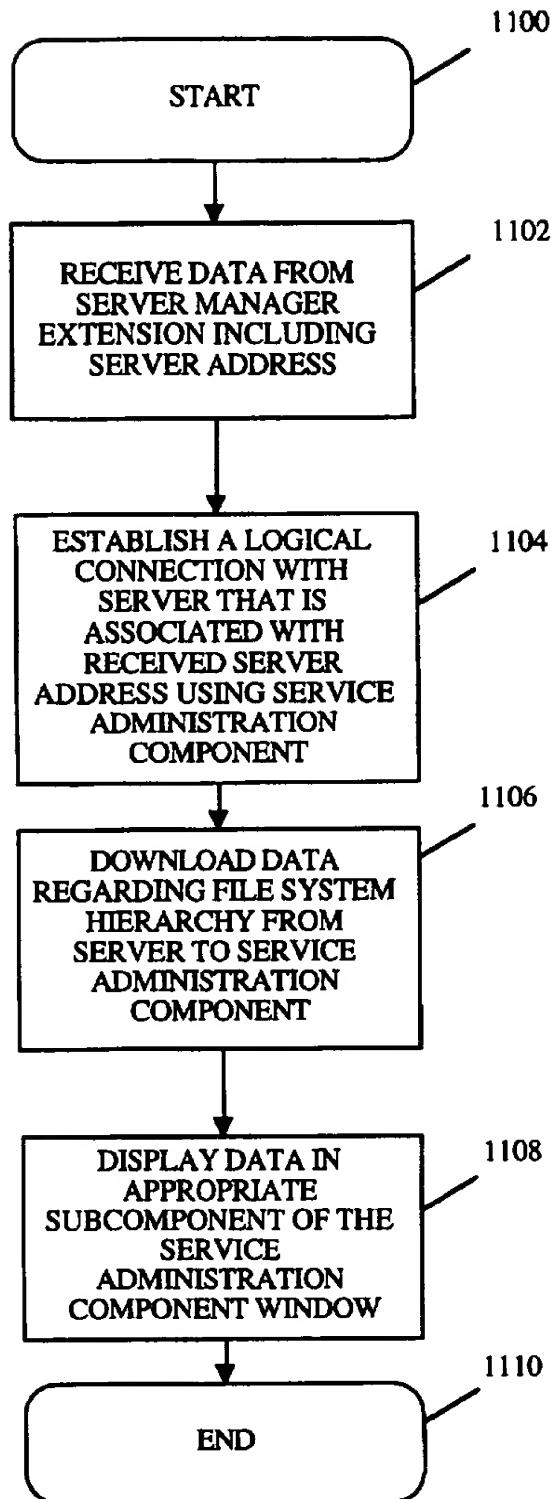 1100
START
1102
RECEIVE DATA FROM
SERVER MANAGER
EXTENSION INCLUDING
SERVER ADDRESS
1104
ESTABLISH A LOGICAL
CONNECTION WITH
SERVER THAT IS
ASSOCIATED WITH
RECEIVED SERVER
ADDRESS USING SERVICE
ADMINISTRATION
COMPONENT
1106
DOWNLOAD DATA
REGARDING FILE SYSTEM
HIERARCHY FROM
SERVER TO SERVICE
ADMINISTRATION
COMPONENT
1108
DISPLAY DATA IN
APPROPRIATE
SUBCOMPONENT OF THE
SERVICE
ADMINISTRATION
COMPONENT WINDOW
1110
END